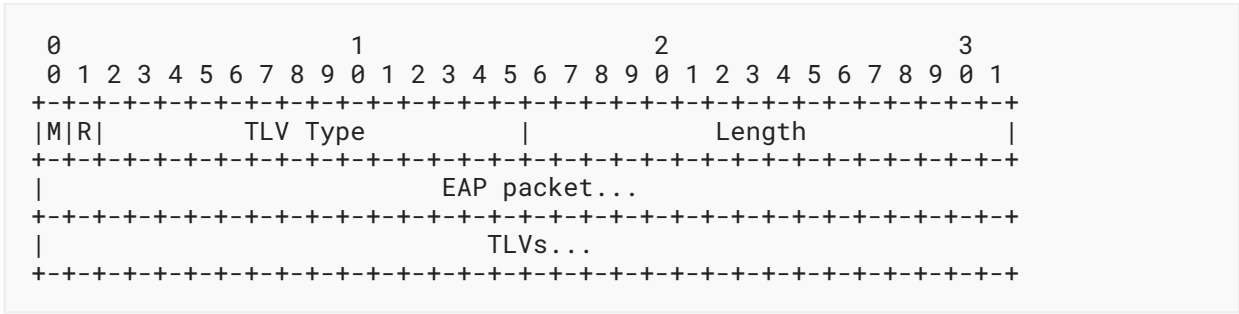 0                   1                   2                   3
 0 1 2 3 4 5 6 7 8 9 0 1 2 3 4 5 6 7 8 9 0 1 2 3 4 5 6 7 8 9 0 1
+-+-+-+-+-+-+-+-+-+-+-+-+-+-+-+-+-+-+-+-+-+-+-+-+-+-+-+-+-+-+-+-+
|M|R|         TLV Type          |            Length             |
+-+-+-+-+-+-+-+-+-+-+-+-+-+-+-+-+-+-+-+-+-+-+-+-+-+-+-+-+-+-+-+-+
|                          EAP packet...
+-+-+-+-+-+-+-+-+-+-+-+-+-+-+-+-+-+-+-+-+-+-+-+-+-+-+-+-+-+-+-+-+
|                             TLVs...
+-+-+-+-+-+-+-+-+-+-+-+-+-+-+-+-+-+-+-+-+-+-+-+-+-+-+-+-+-+-+-+-+